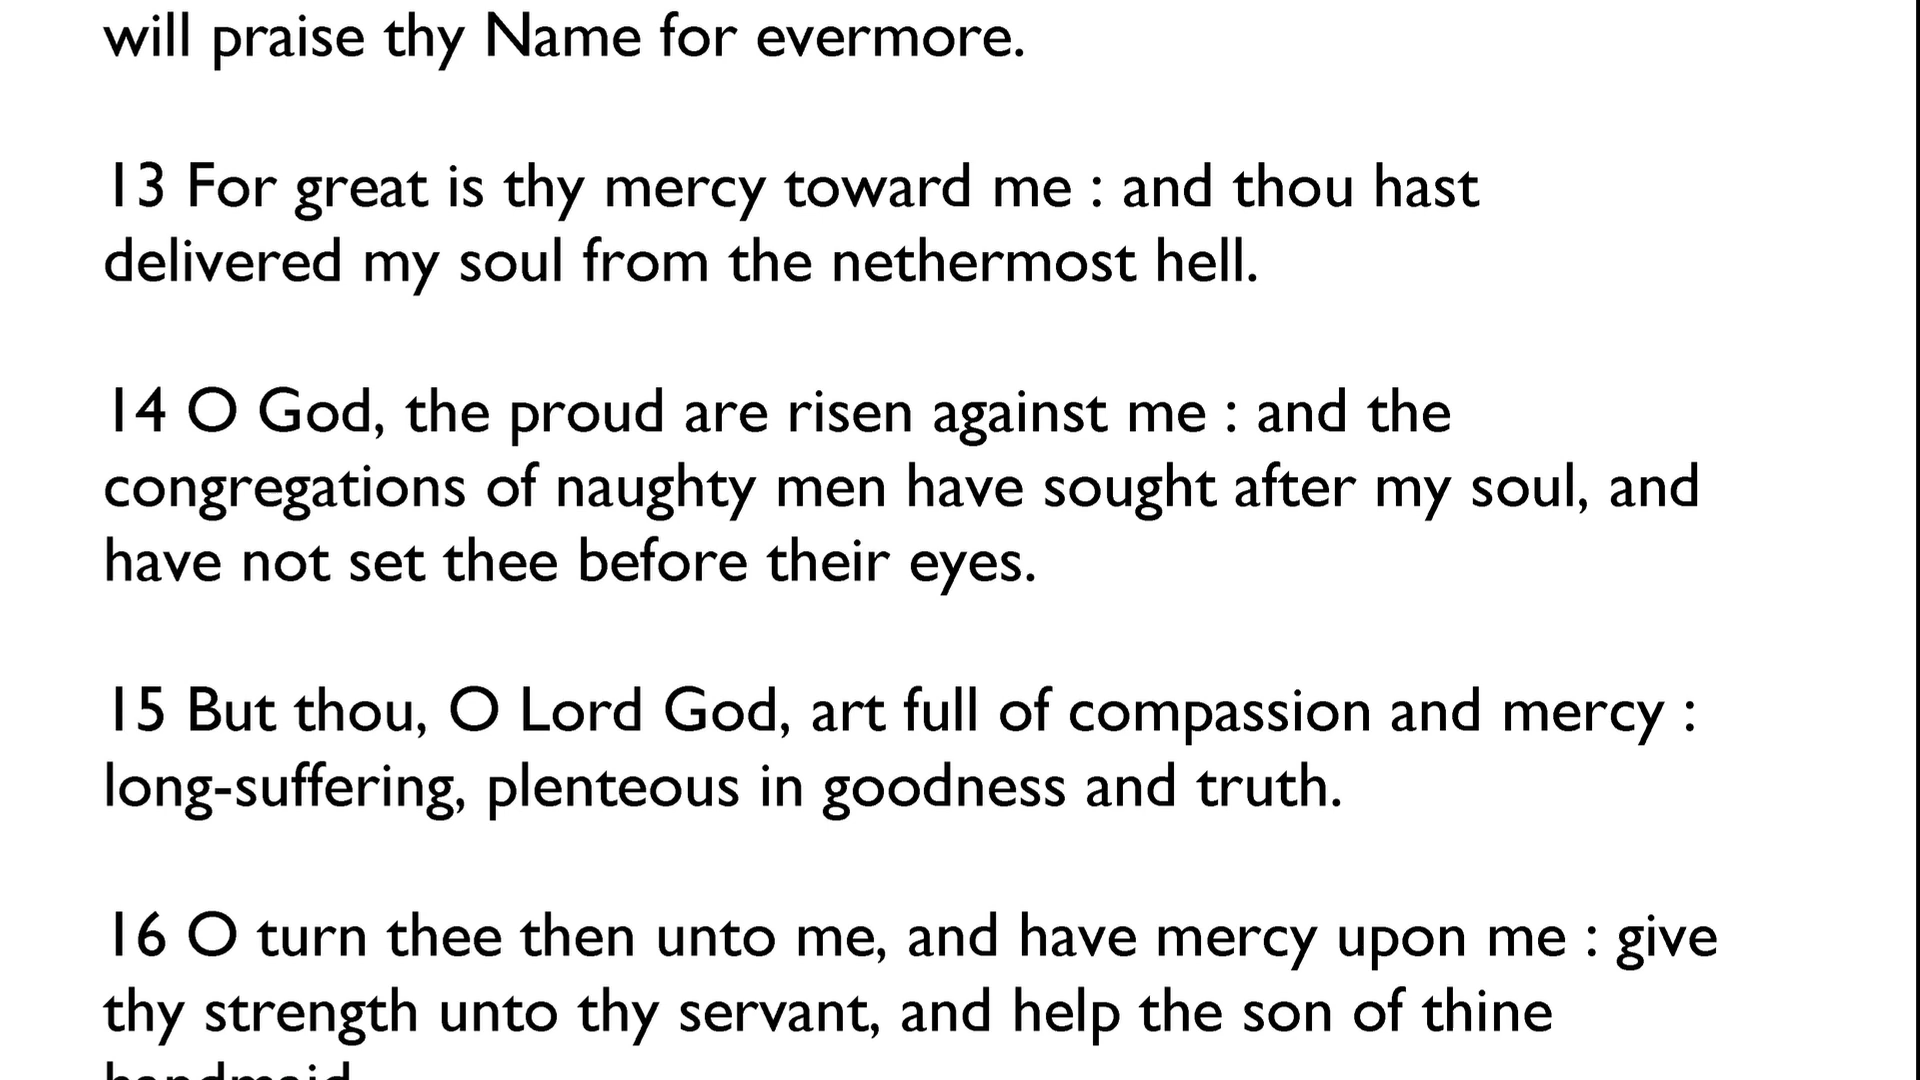 will praise thy Name for evermore.
13 For great is thy mercy toward me : and thou hast
delivered my soul from the nethermost hell.
14 O God, the proud are risen against me : and the
congregations of naughty men have sought after my soul, and
have not set thee before their eyes.
15 But thou, O Lord God, art full of compassion and mercy :
long-suffering, plenteous in goodness and truth.
16 O turn thee then unto me, and have mercy upon me : give
thy strength unto thy servant, and help the son of thine
handmaid.